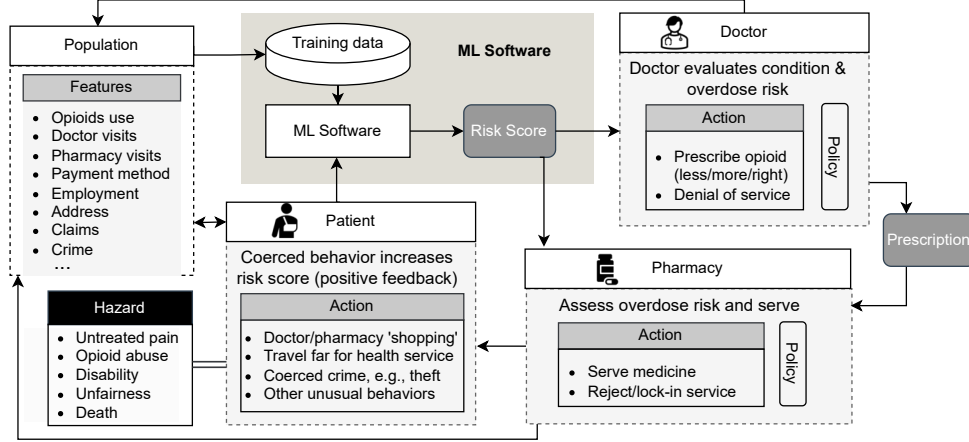 Population
Features
• Opioids use
• Doctor visits
• Pharmacy visits
• Payment method
• Employment
• Address
• Claims
• Crime
...
Training data
ML Software
ML Software
Risk Score
Doctor
Doctor evaluates condition &
overdose risk
Action
• Prescribe opioid
(less/more/right)
• Denial of service
Policy
Prescription
Patient
Coerced behavior increases
risk score (positive feedback)
Action
• Doctor/pharmacy 'shopping'
• Travel far for health service
• Coerced crime, e.g., theft
• Other unusual behaviors
Pharmacy
Assess overdose risk and serve
Action
• Serve medicine
• Reject/lock-in service
Policy
Hazard
• Untreated pain
• Opioid abuse
• Disability
• Unfairness
• Death